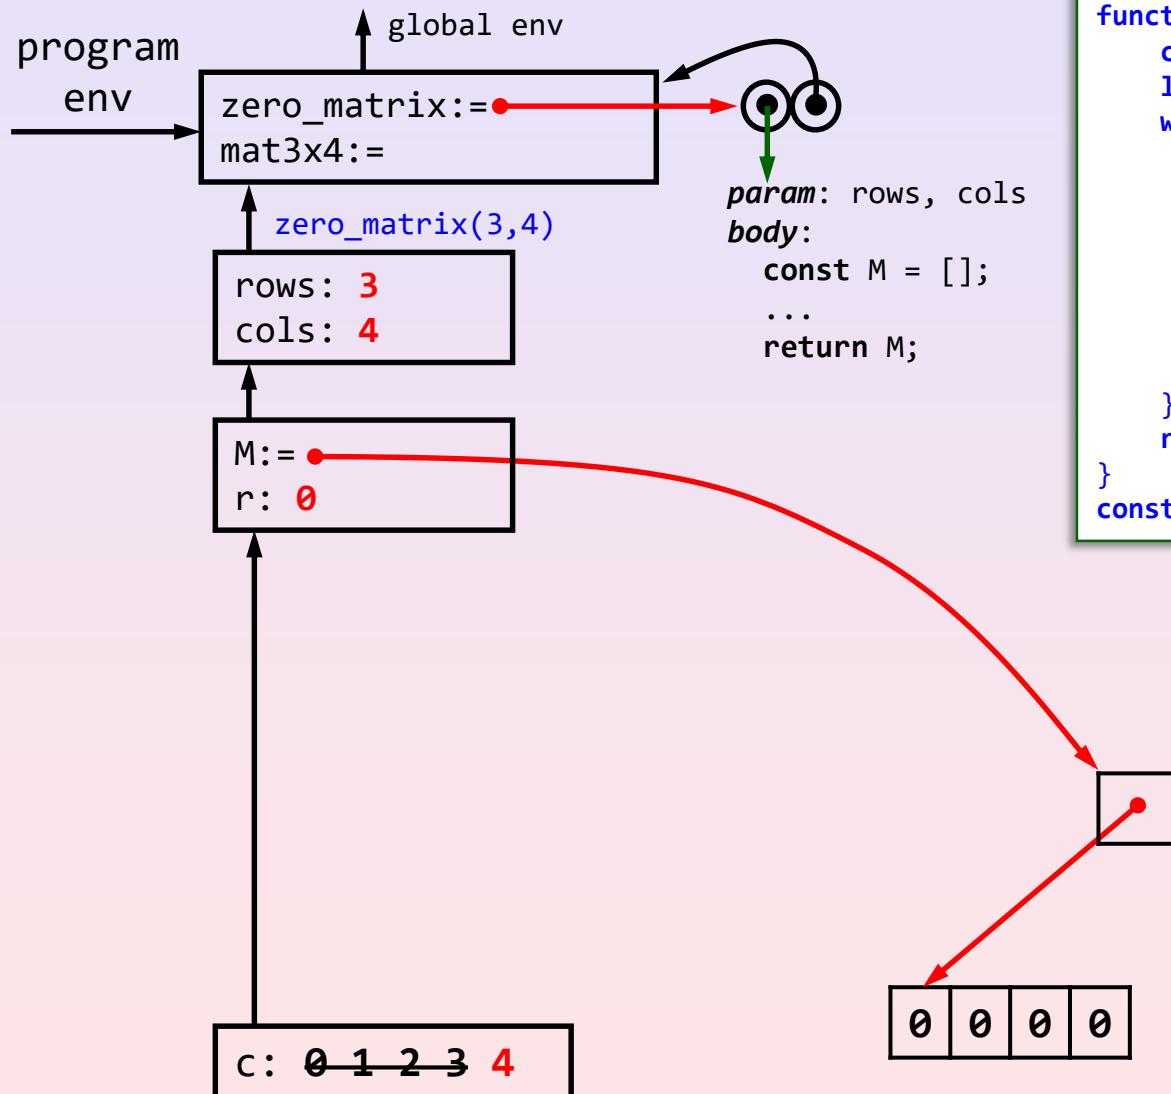 global env
program
env
zero_matrix:=
mat3x4:=
zero_matrix(3,4)
rows: 3
cols: 4
param: rows, cols
body:
const M = [];
...
return M;
M:=
r: 0
c: 0 1 2 3 4
0 0 0 0
}
}
const